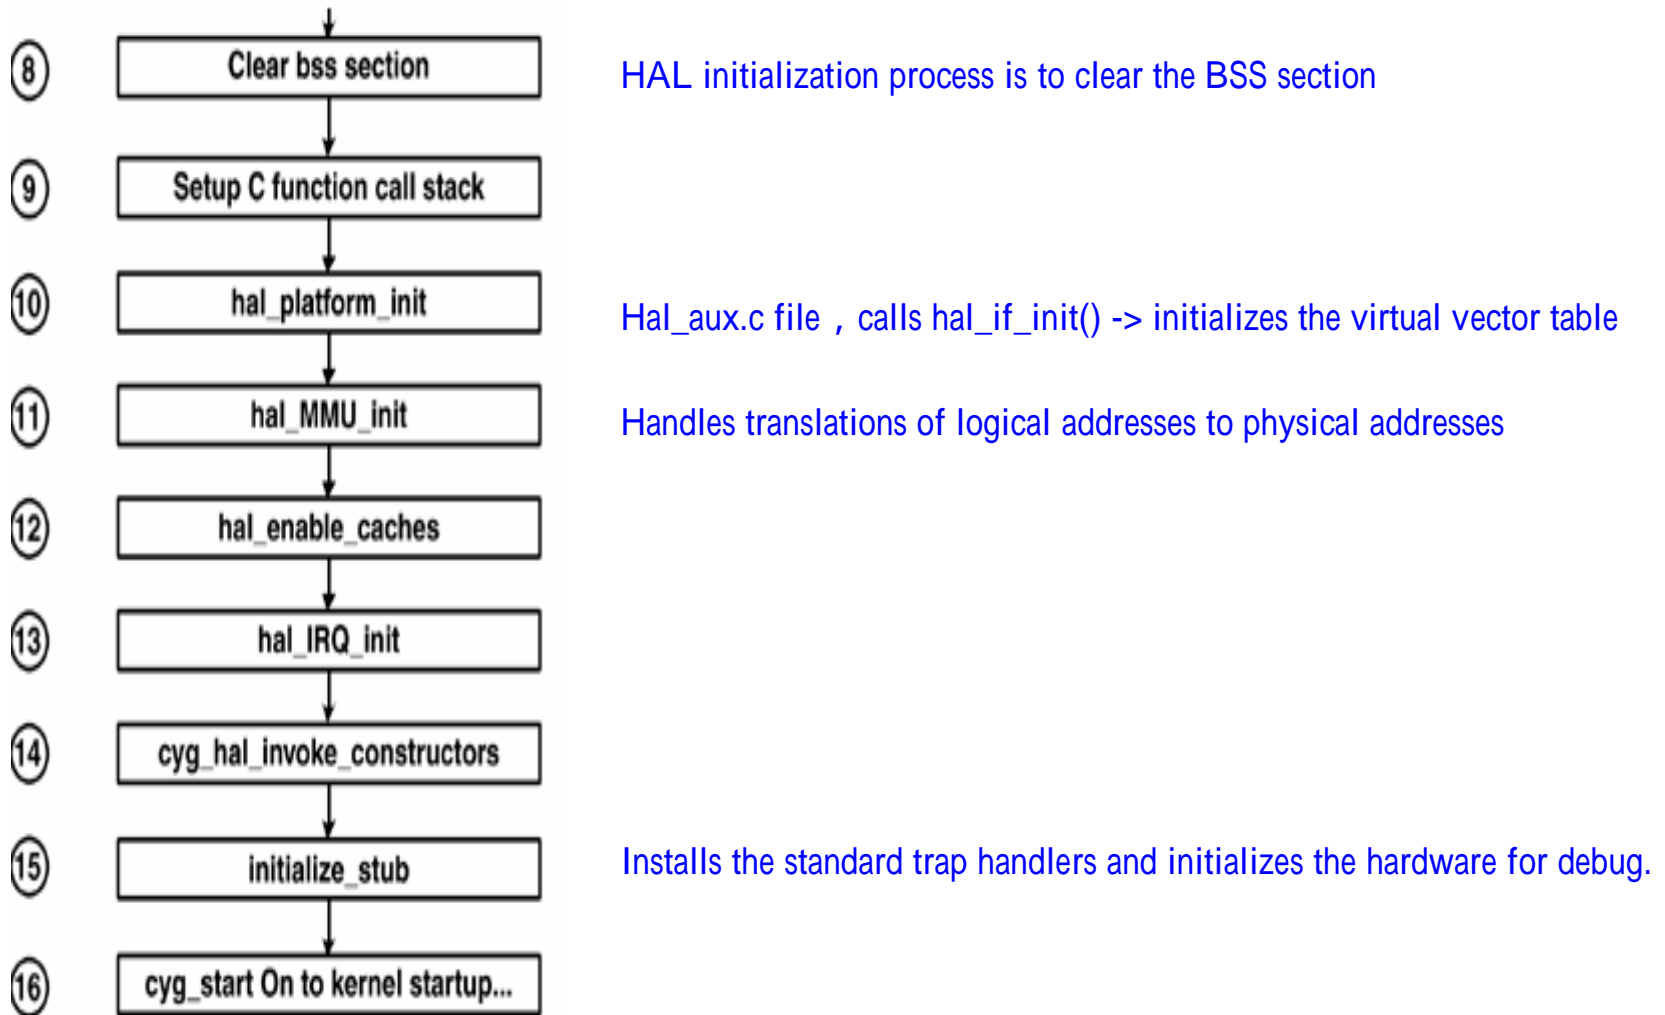 8
Clear bss section
HAL initialization process is to clear the BSS section
9
Setup C function call stack
10
hal_platform_init
Hal_aux.c file , calls hal_if_init() -> initializes the virtual vector table
11
hal_MMU_init
Handles translations of logical addresses to physical addresses
12
hal_enable_caches
13
hal_IRQ_init
14
cyg_hal_invoke_constructors
15
initialize_stub
Installs the standard trap handlers and initializes the hardware for debug.
16
cyg_start On to kernel startup...